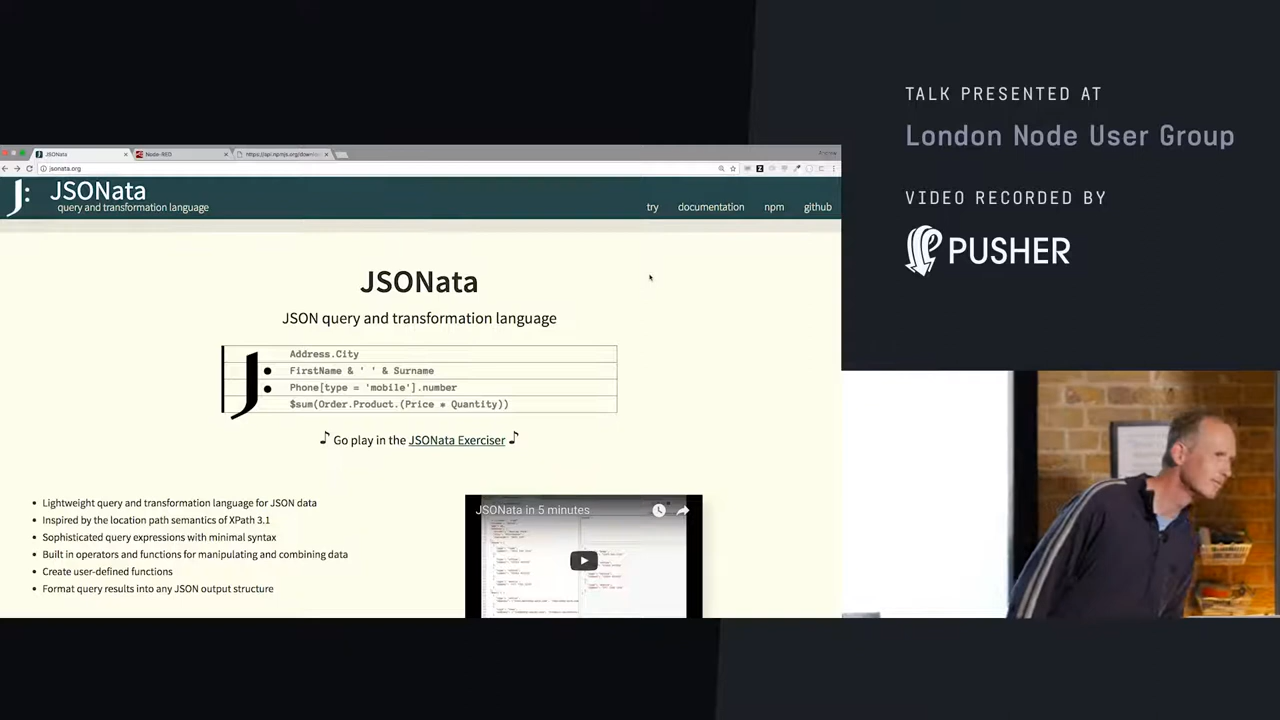 TALK PRESENTED AT
London Node User Group
VIDEO RECORDED BY
PUSHER
JSONata
Node-RED
https://api.npmjs.org/downloa
jsonata.org
J: JSONata
query and transformation language
try
documentation
npm
github
JSONata
JSON query and transformation language
Address.City
FirstName & ' ' & Surname
Phone[type = 'mobile'].number
$sum(Order.Product.(Price * Quantity))
♪ Go play in the JSONata Exerciser ♪
Lightweight query and transformation language for JSON data
Inspired by the location path semantics of XPath 3.1
Sophisticated query expressions with minimal syntax
Built in operators and functions for manipulating and combining data
Create user-defined functions
Format query results into any JSON output structure
JSONata in 5 minutes